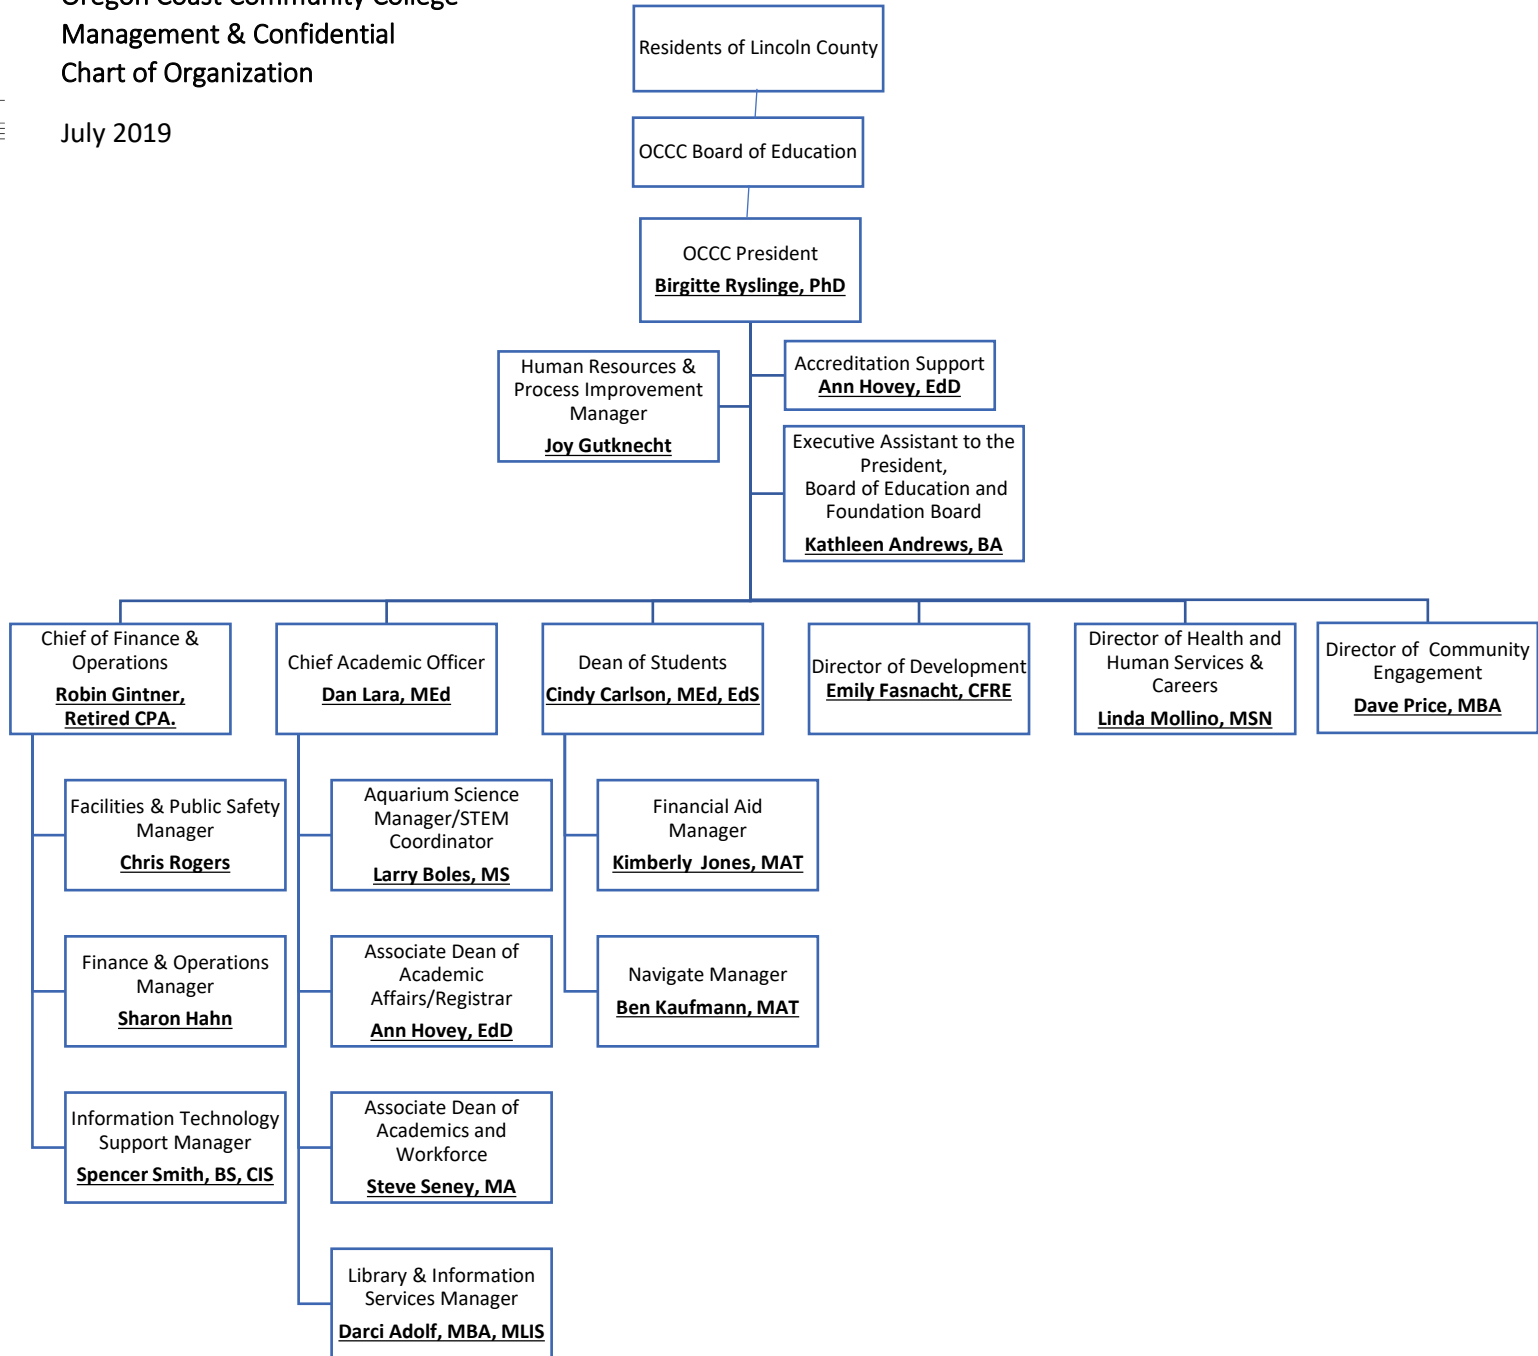 Oregon Coast Community College
Management & Confidential
Chart of Organization
July 2019
Residents of Lincoln County
OCCC Board of Education
OCCC President
Birgitte Ryslinge, PhD
Human Resources &
Process Improvement
Manager
Joy Gutknecht
Accreditation Support
Ann Hovey, EdD
Executive Assistant to the
President,
Board of Education and
Foundation Board
Kathleen Andrews, BA
Chief of Finance &
Operations
Robin Gintner,
Retired CPA.
Chief Academic Officer
Dan Lara, MEd
Dean of Students
Cindy Carlson, MEd, EdS
Director of Development
Emily Fasnacht, CFRE
Director of Health and
Human Services &
Careers
Linda Mollino, MSN
Director of  Community
Engagement
Dave Price, MBA
Facilities & Public Safety
Manager
Chris Rogers
Finance & Operations
Manager
Sharon Hahn
Information Technology
Support Manager
Spencer Smith, BS, CIS
Aquarium Science
Manager/STEM
Coordinator
Larry Boles, MS
Associate Dean of
Academic
Affairs/Registrar
Ann Hovey, EdD
Associate Dean of
Academics and
Workforce
Steve Seney, MA
Library & Information
Services Manager
Darci Adolf, MBA, MLIS
Financial Aid
Manager
Kimberly  Jones, MAT
Navigate Manager
Ben Kaufmann, MAT